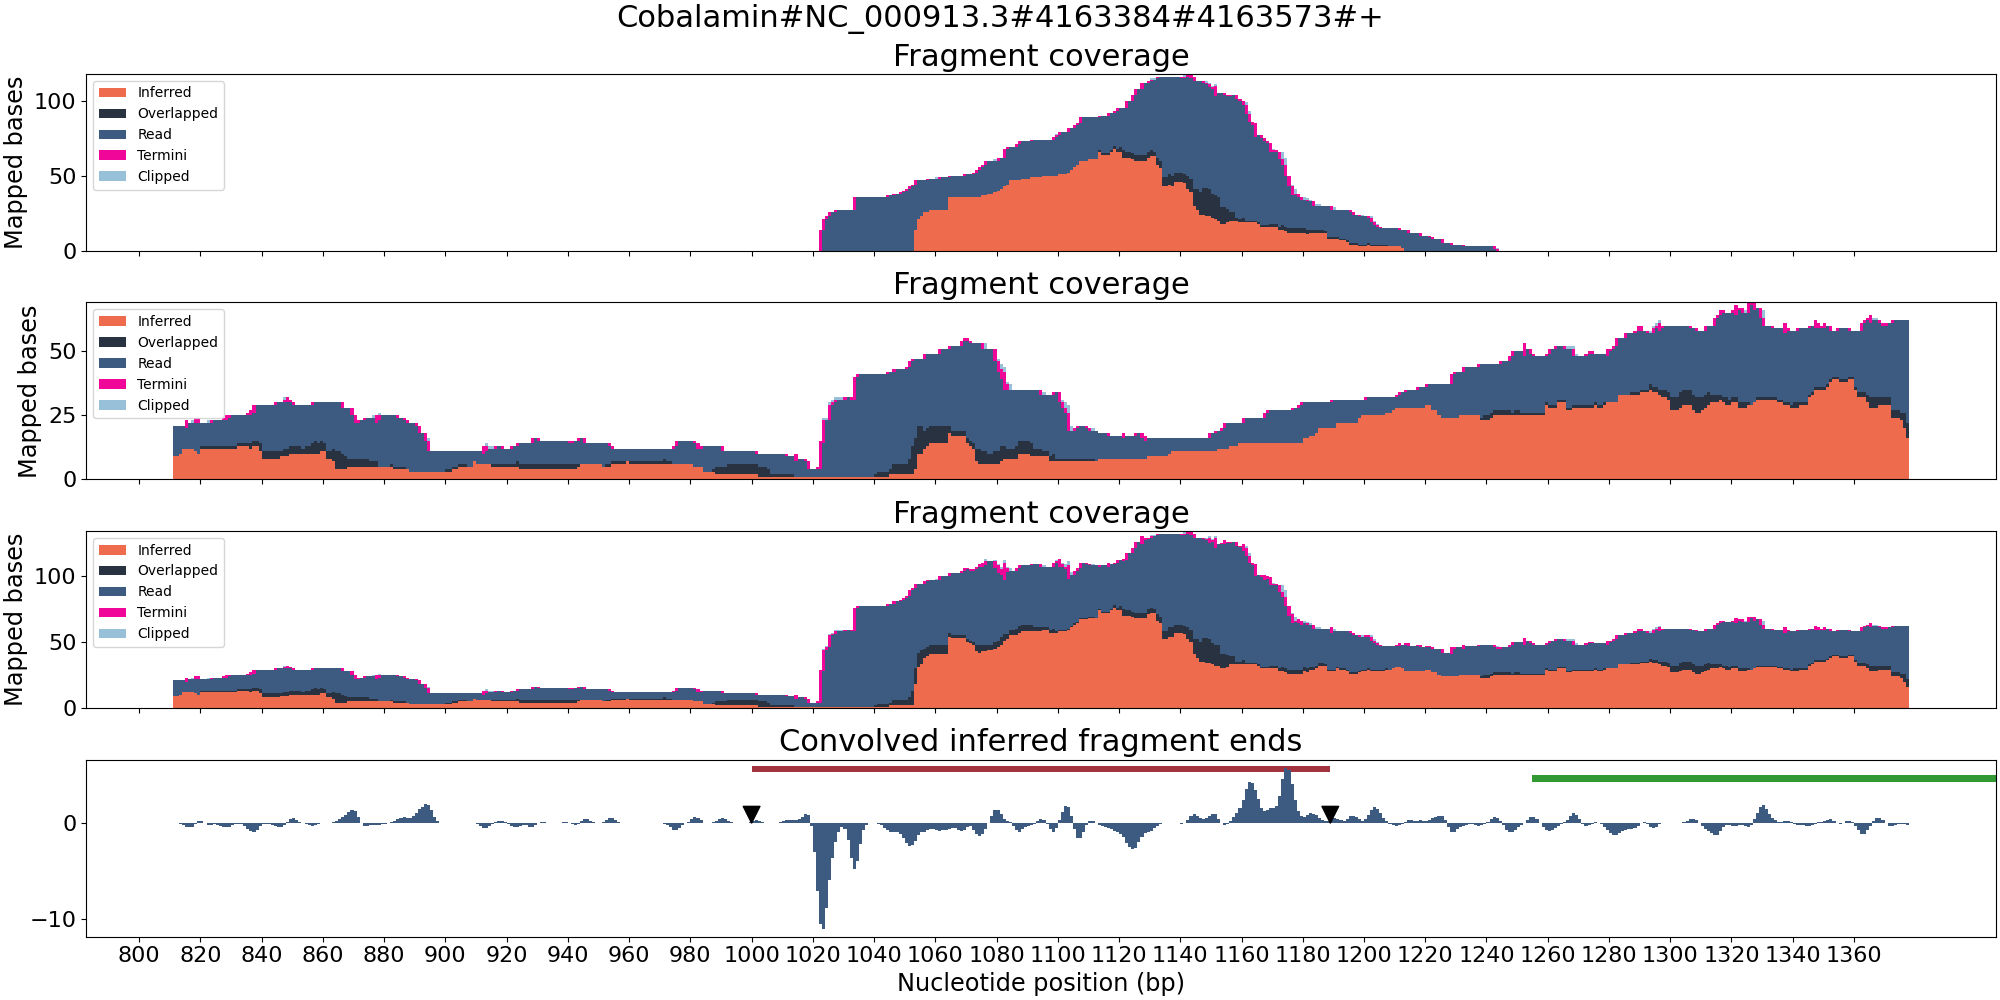 Cobalamin#NC_000913.3#4163384#4163573#+
Fragment coverage
Mapped bases
100
50
0
Inferred
Overlapped
Read
Termini
Clipped
Fragment coverage
Mapped bases
50
25
0
Inferred
Overlapped
Read
Termini
Clipped
Fragment coverage
Mapped bases
100
50
0
Inferred
Overlapped
Read
Termini
Clipped
Convolved inferred fragment ends
0
−10
800 820 840 860 880 900 920 940 960 980 1000 1020 1040 1060 1080 1100 1120 1140 1160 1180 1200 1220 1240 1260 1280 1300 1320 1340 1360
Nucleotide position (bp)